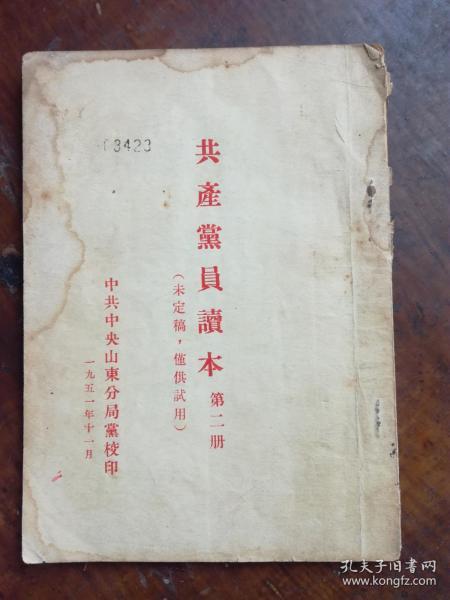 共產黨員讀本 第二册
(未定稿,僅供試用)
中共中央山東分局黨校印
一九五一年十一月
13423
孔夫子旧书网
www.kongfz.com